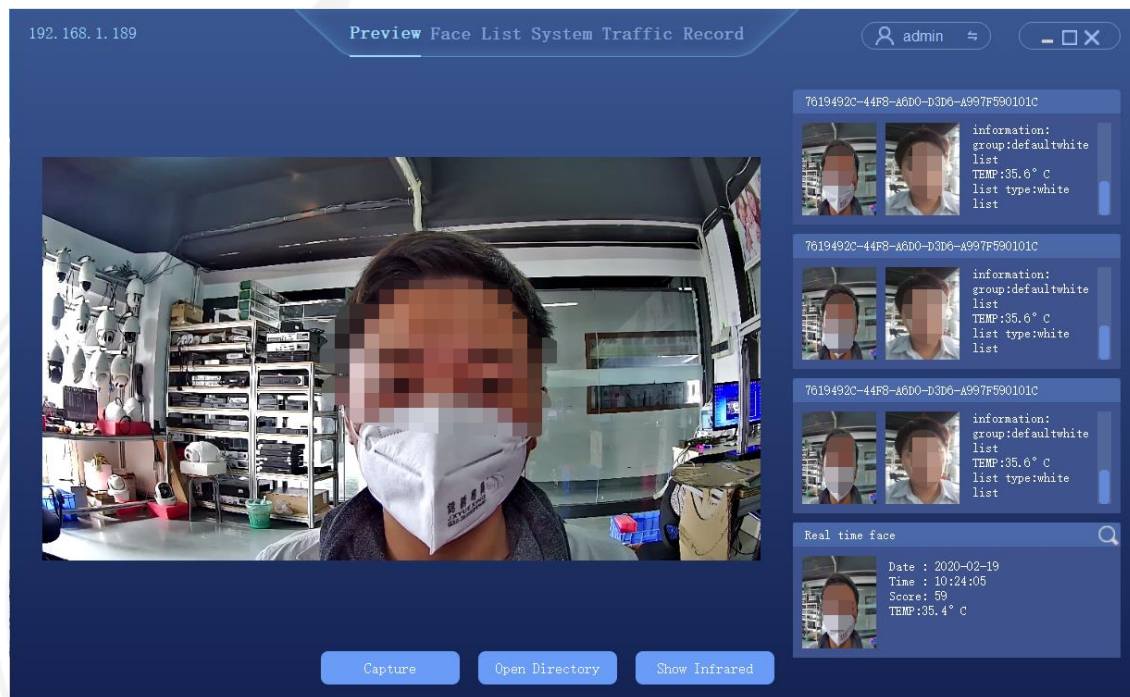 192.168.1.189
Preview Face List System Traffic Record
admin
7619492C-44F8-A6D0-D3D6-A997F590101C
information:
group:defaultwhite
list
TEMP:35.6° C
list type:white
list
7619492C-44F8-A6D0-D3D6-A997F590101C
information:
group:defaultwhite
list
TEMP:35.6° C
list type:white
list
7619492C-44F8-A6D0-D3D6-A997F590101C
information:
group:defaultwhite
list
TEMP:35.6° C
list type:white
list
Real time face
Date : 2020-02-19
Time : 10:24:05
Score: 59
TEMP:35.4° C
Capture
Open Directory
Show Infrared